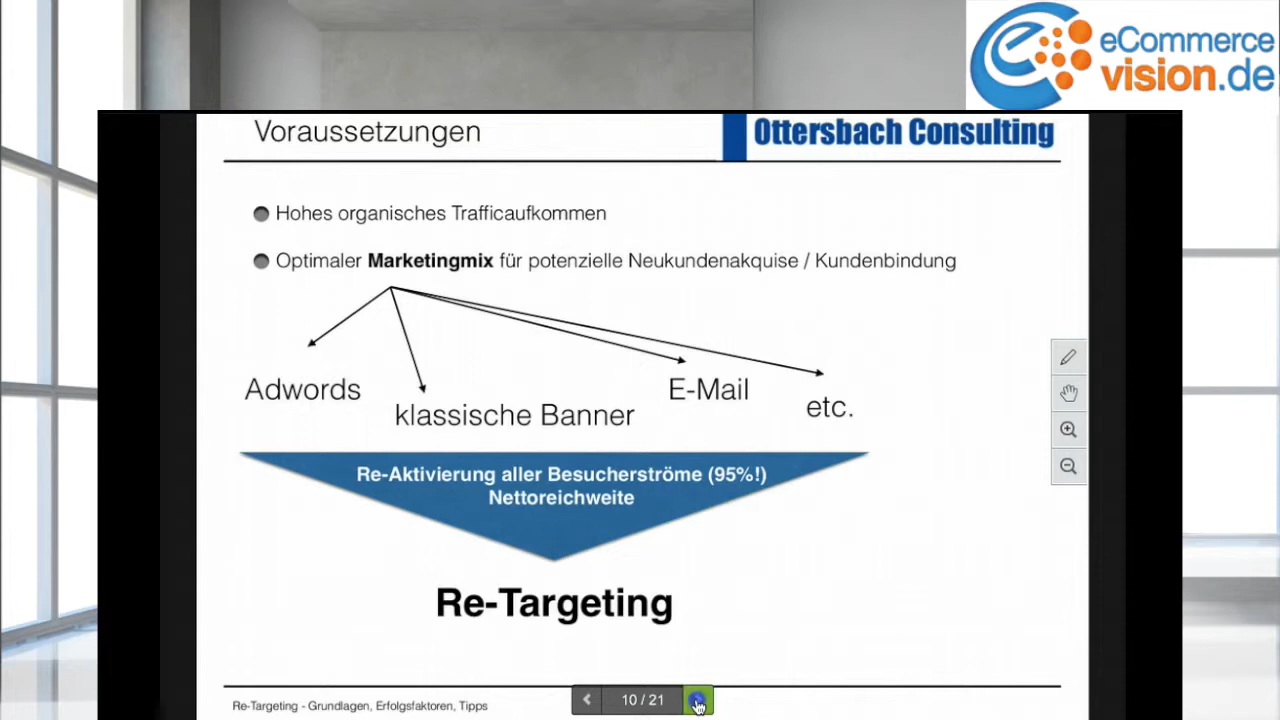 eCommerce
vision.de
Voraussetzungen
Ottersbach Consulting
Hohes organisches Trafficaufkommen
Optimaler Marketingmix für potenzielle Neukundenakquise / Kundenbindung
Adwords
klassische Banner
E-Mail
etc.
Re-Aktivierung aller Besucherströme (95%!)
Nettoreichweite
Re-Targeting
Re-Targeting - Grundlagen, Erfolgsfaktoren, Tipps
10 / 21